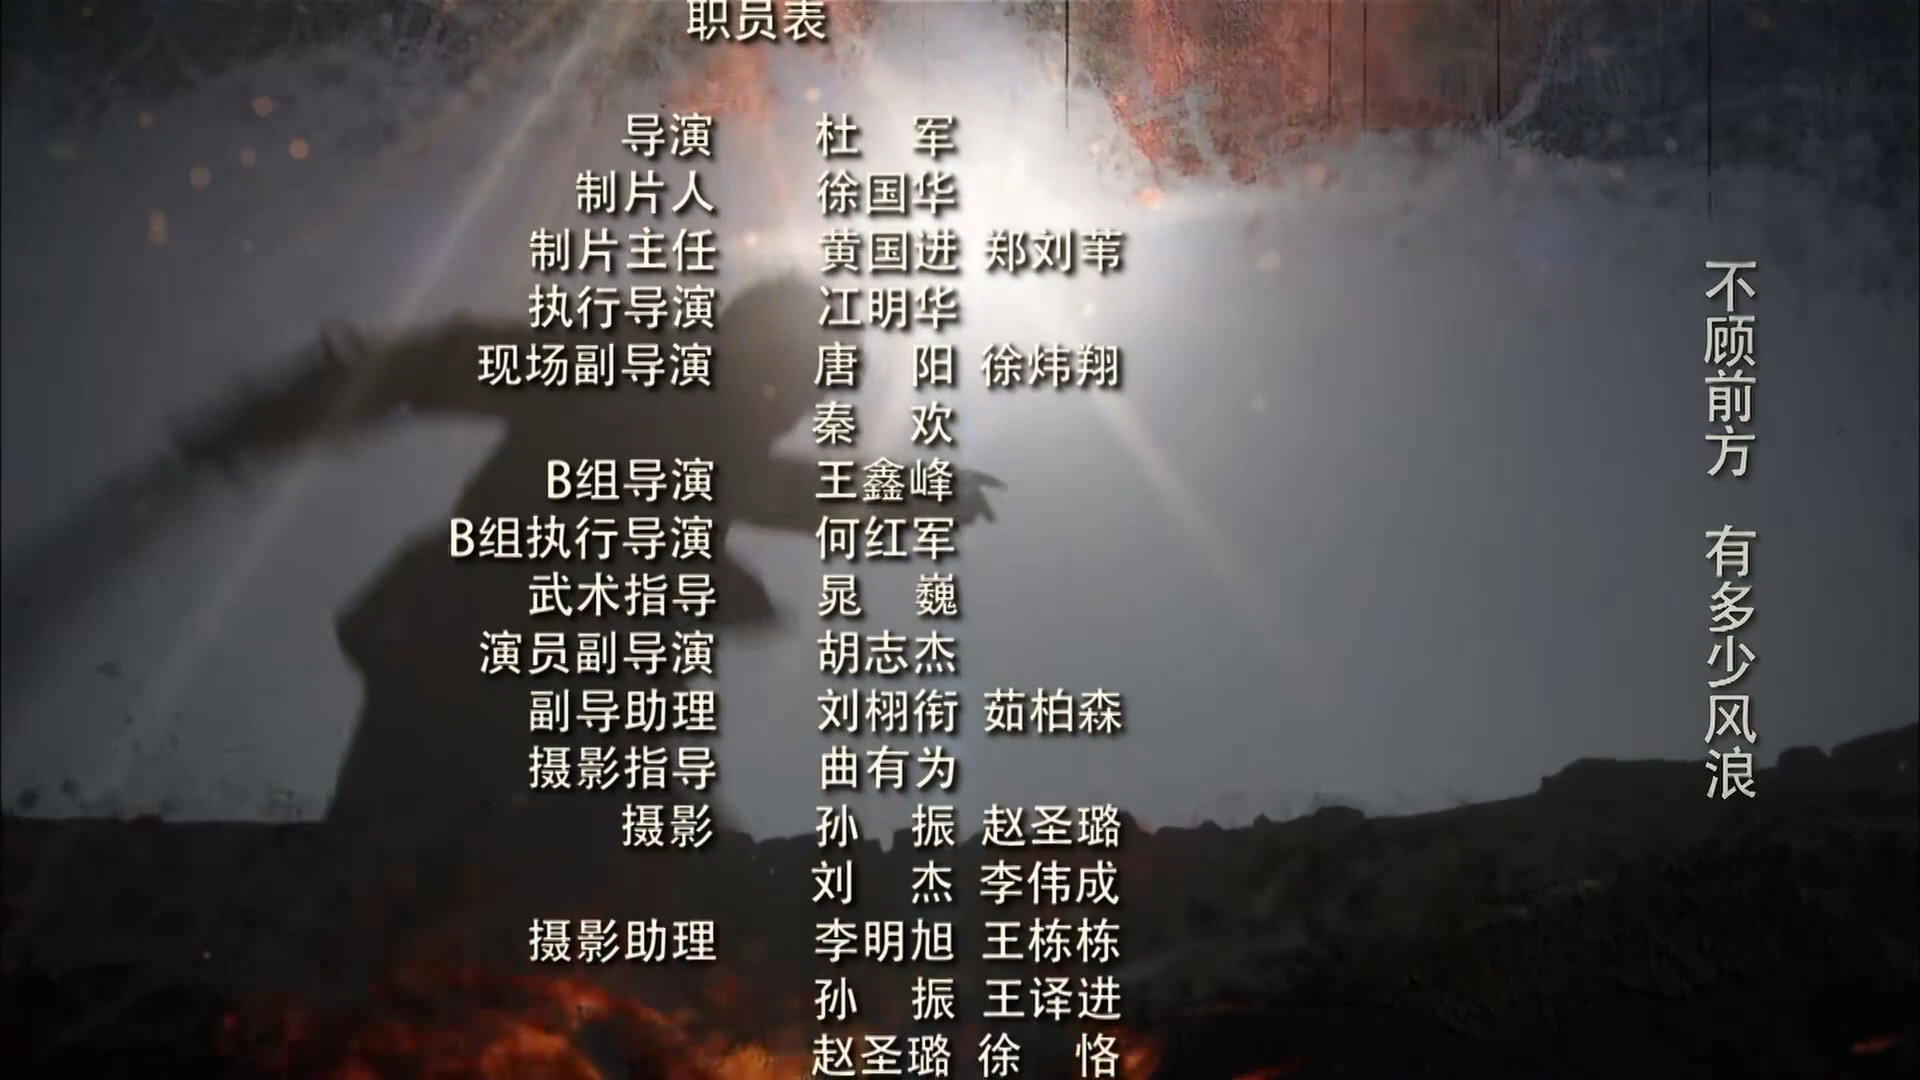 职员表
导演 杜 军
制片人 徐国华
制片主任 黄国进 郑刘苇
执行导演 江明华
现场副导演 唐 阳 徐炜翔
秦 欢
B组导演 王鑫峰
B组执行导演 何红军
武术指导 晁 巍
演员副导演 胡志杰
副导助理 刘栩衔 茹柏森
摄影指导 曲有为
摄影 孙 振 赵圣璐
刘 杰 李伟成
摄影助理 李明旭 王栋栋
孙 振 王译进
赵圣璐 徐 恪
不顾前方 有多少风浪